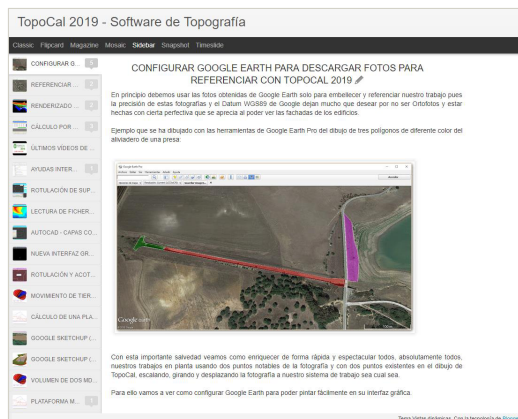 TopoCal 2019 - Software de Topografía
Classic Flipcard Magazine Mosaic Sidebar Snapshot Timeslide
CONFIGURAR G... 5
REFERENCIAR ... 2
RENDERIZADO ... 2
CÁLCULO POR ...
ÚLTIMOS VÍDEOS DE ...
AYUDAS INTER... 1
ROTULACIÓN DE SUP...
LECTURA DE FICHER...
AUTOCAD - CAPAS CO...
NUEVA INTERFAZ GR...
ROTULACIÓN Y ACOT...
MOVIMIENTO DE TIER...
CÁLCULO DE UNA PLA...
GOOGLE SKETCHUP (...
GOOGLE SKETCHUP (...
VOLUMEN DE DOS MD...
PLATAFORMA M... 1
CONFIGURAR GOOGLE EARTH PARA DESCARGAR FOTOS PARA
REFERENCIAR CON TOPOCAL 2019
En principio debemos usar las fotos obtenidas de Google Earth solo para embellecer y referenciar nuestro trabajo pues
la precisión de estas fotografías y el Datum WGS89 de Google dejan mucho que desear por no ser Ortofotos y estar
hechas con cierta perfectiva que se aprecia al poder ver las fachadas de los edificios.
Ejemplo que se ha dibujado con las herramientas de Google Earth Pro del dibujo de tres polígonos de diferente color del
aliviadero de una presa:
Google earth
Con esta importante salvedad veamos como enriquecer de forma rápida y espectacular todos, absolutamente todos,
nuestros trabajos en planta usando dos puntos notables de la fotografía y con dos puntos existentes en el dibujo de
TopoCal, escalando, girando y desplazando la fotografía a nuestro sistema de trabajo sea cual sea.
Para ello vamos a ver como configurar Google Earth para poder pintar fácilmente en su interfaz gráfica.
Tema Vistas dinámicas. Con la tecnología de Blogger